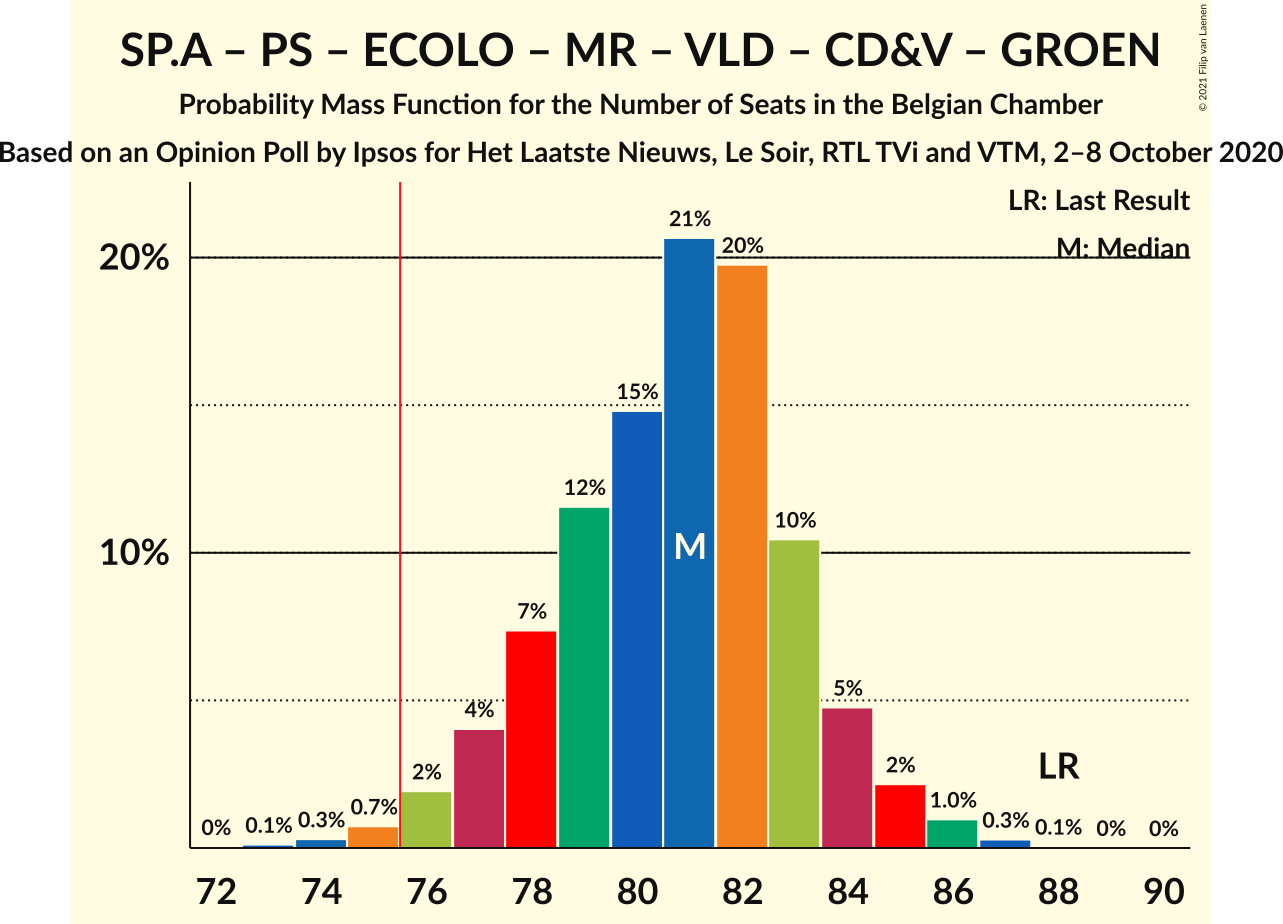 SP.A – PS – ECOLO – MR – VLD – CD&V – GROEN
Probability Mass Function for the Number of Seats in the Belgian Chamber
Based on an Opinion Poll by Ipsos for Het Laatste Nieuws, Le Soir, RTL TVi and VTM, 2–8 October 2020
© 2021 Filip van Laenen
LR: Last Result
M: Median
20%
10%
0%
0.1%
0.3%
0.7%
2%
4%
7%
12%
15%
21%
20%
10%
5%
2%
1.0%
0.3%
0.1%
0%
0%
M
LR
72 74 76 78 80 82 84 86 88 90